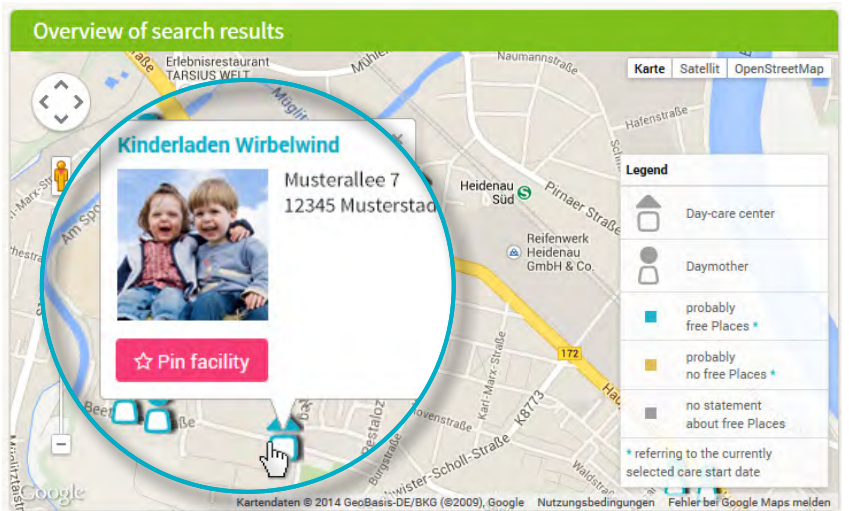 Overview of search results
Erlebnisrestaurant
TARSIUS WELT
Naumannstraße
Karte
Satellit
OpenStreetMap
Hafenstraße
Kinderladen Wirbelwind
Musterallee 7
12345 Musterstad
Pin facility
Am
Heidenau
Süd
Pirnaer Straße
Reifenwerk
Heidenau
GmbH & Co.
172
Karl-Marx-Straße
K8773
Legend
Day-care center
Daymother
probably
free Places *
probably
no free Places *
no statement
about free Places
* referring to the currently
selected care start date
Burgstraße
Google
Kartendaten © 2014 GeoBasis-DE/BKG (©2009), Google
Nutzungsbedingungen
Fehler bei Google Maps melden